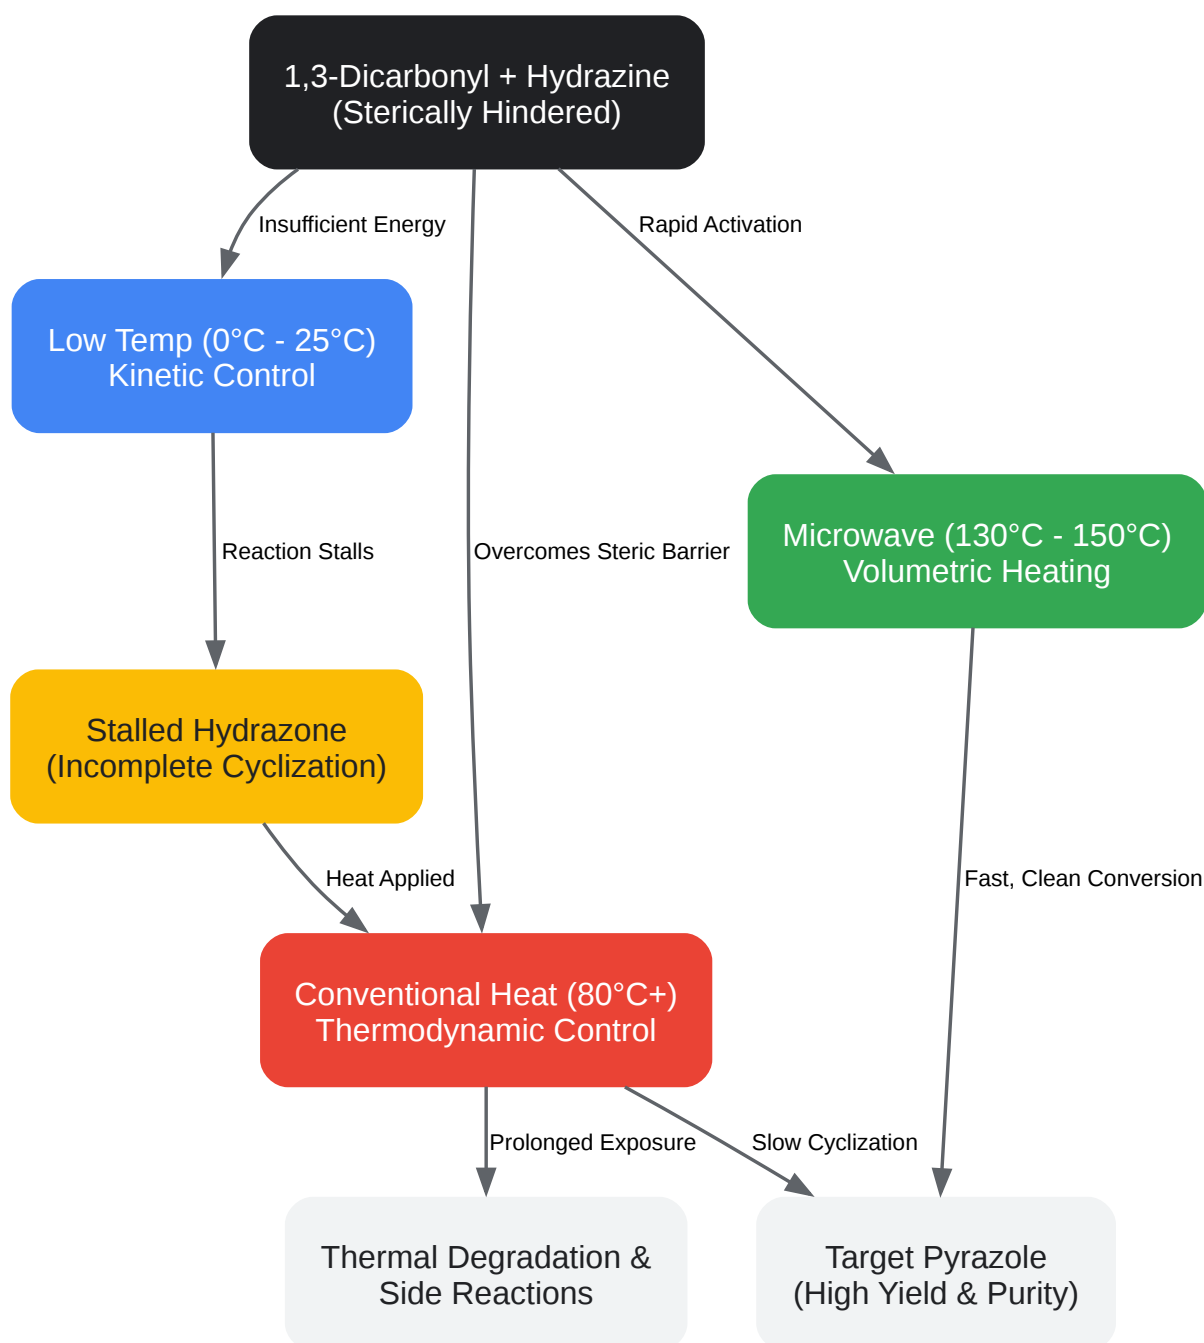 1,3-Dicarbonyl + Hydrazine
(Sterically Hindered)
Insufficient Energy
Rapid Activation
Low Temp (0°C - 25°C)
Kinetic Control
Microwave (130°C - 150°C)
Volumetric Heating
Reaction Stalls
Overcomes Steric Barrier
Stalled Hydrazone
(Incomplete Cyclization)
Heat Applied
Fast, Clean Conversion
Conventional Heat (80°C+)
Thermodynamic Control
Prolonged Exposure
Slow Cyclization
Thermal Degradation &
Side Reactions
Target Pyrazole
(High Yield & Purity)